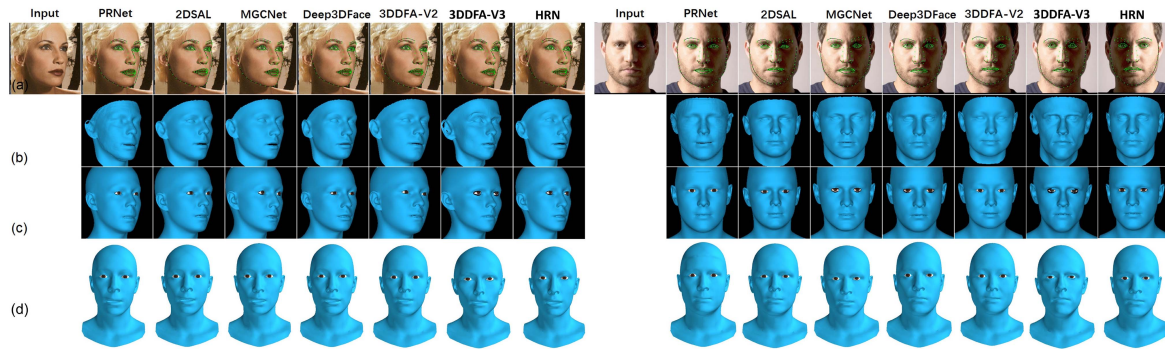 Input PRNet 2DSAL MGCNet Deep3DFace 3DDFA-V2 3DDFA-V3 HRN Input PRNet 2DSAL MGCNet Deep3DFace 3DDFA-V2 3DDFA-V3 HRN
(a)
(b)
(c)
(d)